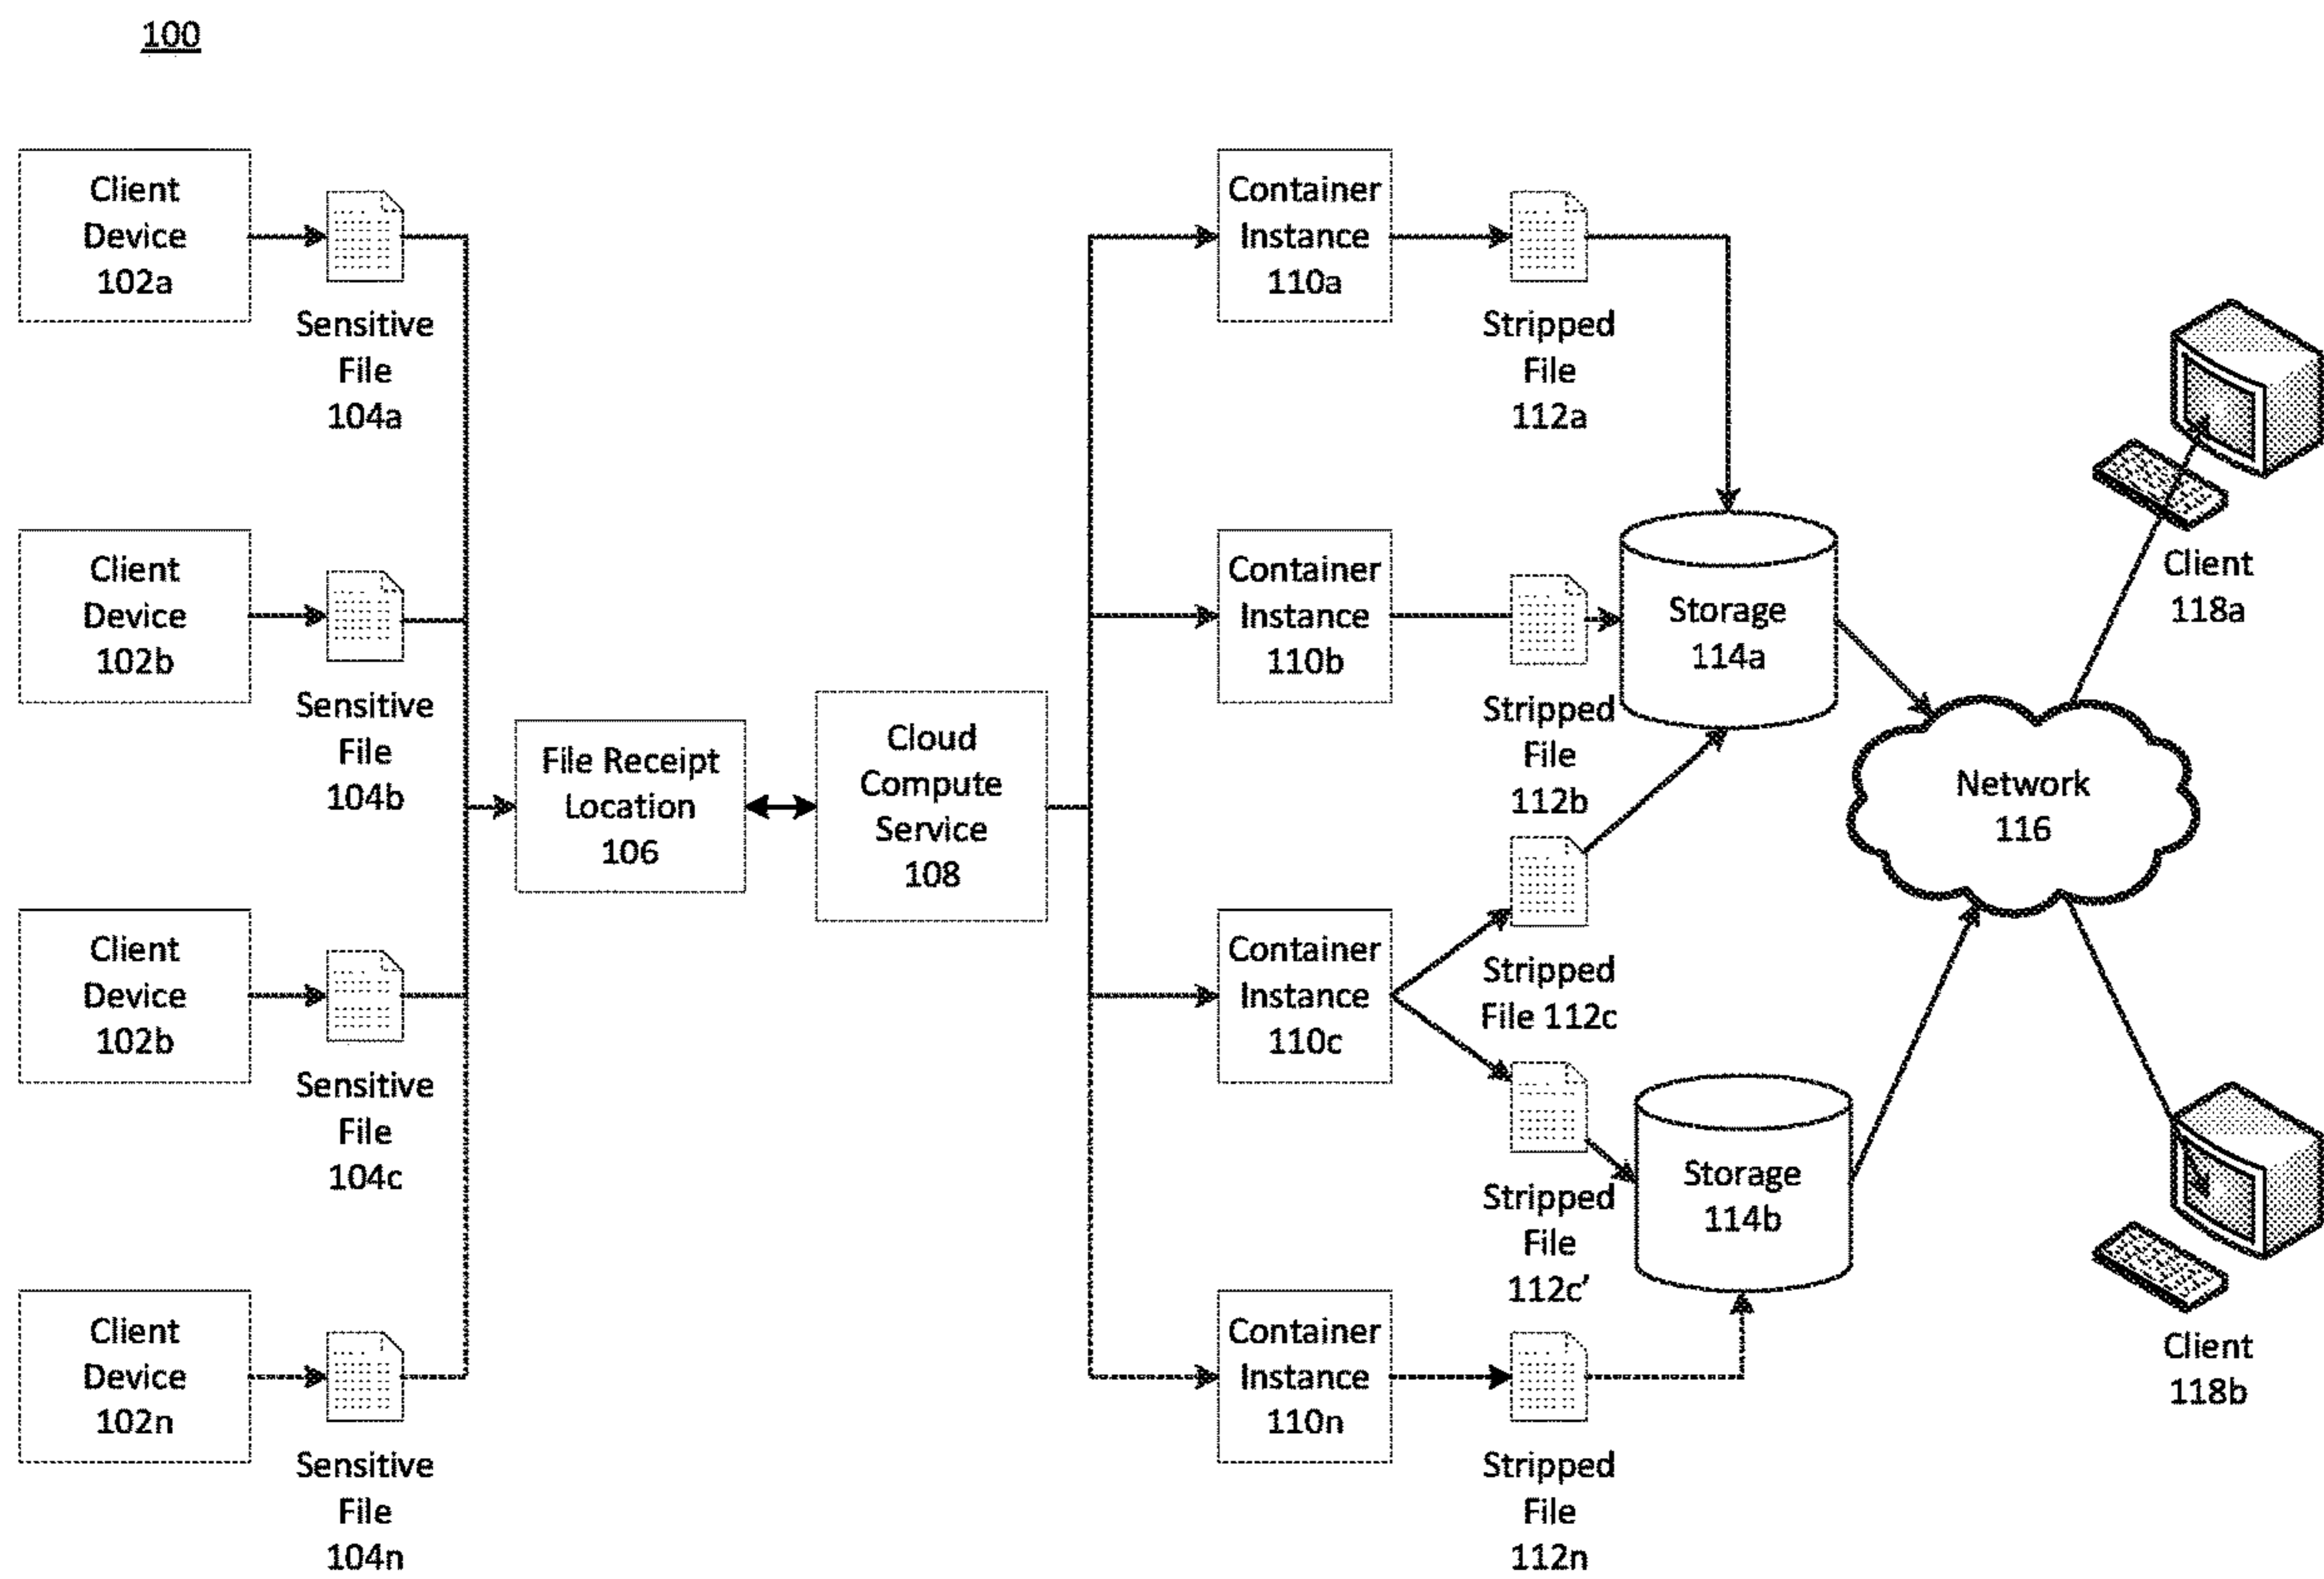 100
Client
Device
102a
Sensitive
File
104a
Client
Device
102b
Sensitive
File
104b
Client
Device
102b
Sensitive
File
104c
Client
Device
102n
Sensitive
File
104n
File Receipt
Location
106
Cloud
Compute
Service
108
Container
Instance
110a
Stripped
File
112a
Container
Instance
110b
Stripped
File
112b
Container
Instance
110c
Stripped
File 112c
Stripped
File
112c'
Container
Instance
110n
Stripped
File
112n
Storage
114a
Storage
114b
Network
116
Client
118a
Client
118b